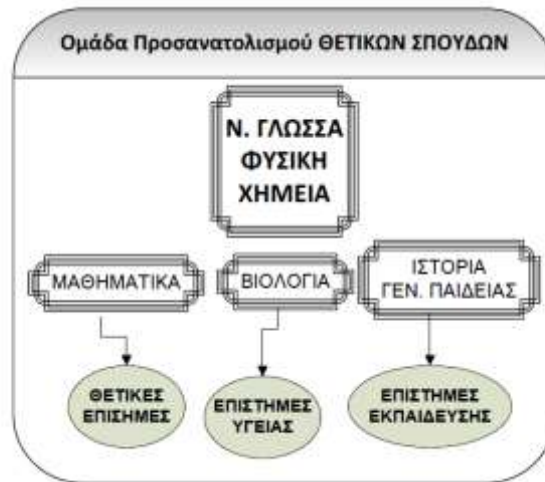 Ομάδα Προσανατολισμού ΘΕΤΙΚΩΝ ΣΠΟΥΔΩΝ
Ν. ΓΛΩΣΣΑ
ΦΥΣΙΚΗ
ΧΗΜΕΙΑ
ΜΑΘΗΜΑΤΙΚΑ
ΒΙΟΛΟΓΙΑ
ΙΣΤΟΡΙΑ
ΓΕΝ. ΠΑΙΔΕΙΑΣ
ΘΕΤΙΚΕΣ
ΕΠΙΣΗΜΕΣ
ΕΠΙΣΤΗΜΕΣ
ΥΓΕΙΑΣ
ΕΠΙΣΤΗΜΕΣ
ΕΚΠΑΙΔΕΥΣΗΣ